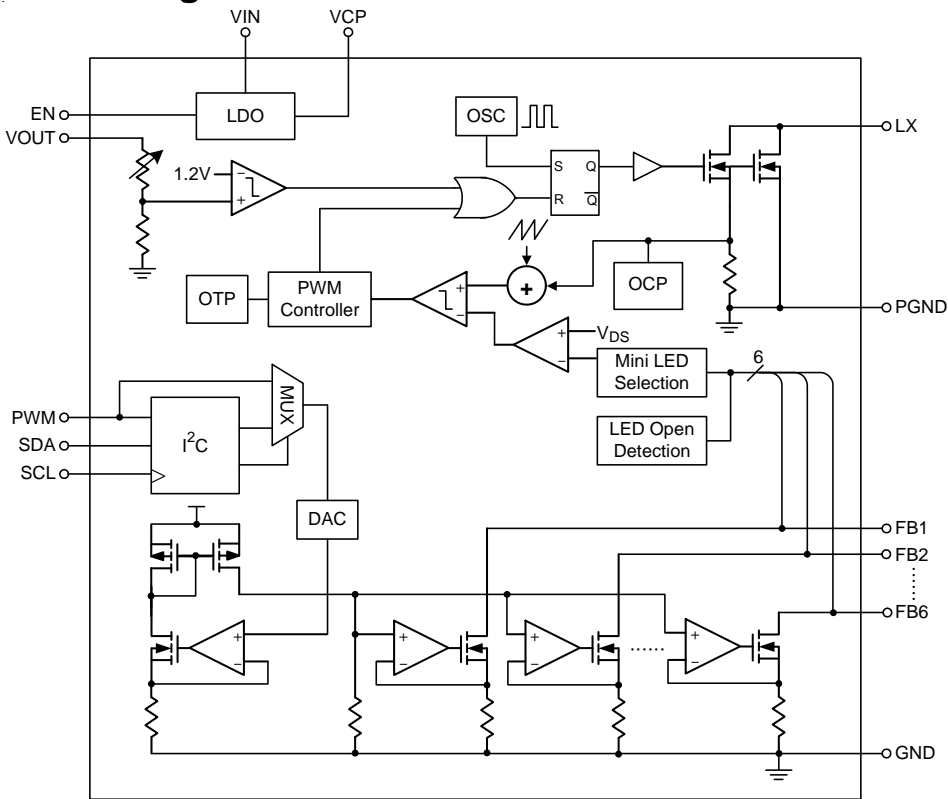 VIN
VCP
EN
VOUT
LDO
OSC
LX
1.2V
S
Q
R
Q
OTP
PWM
Controller
+
OCP
PGND
VDS
Mini LED
Selection
6
LED Open
Detection
PWM
SDA
SCL
I2C
MUX
DAC
FB1
FB2
......
FB6
......
GND